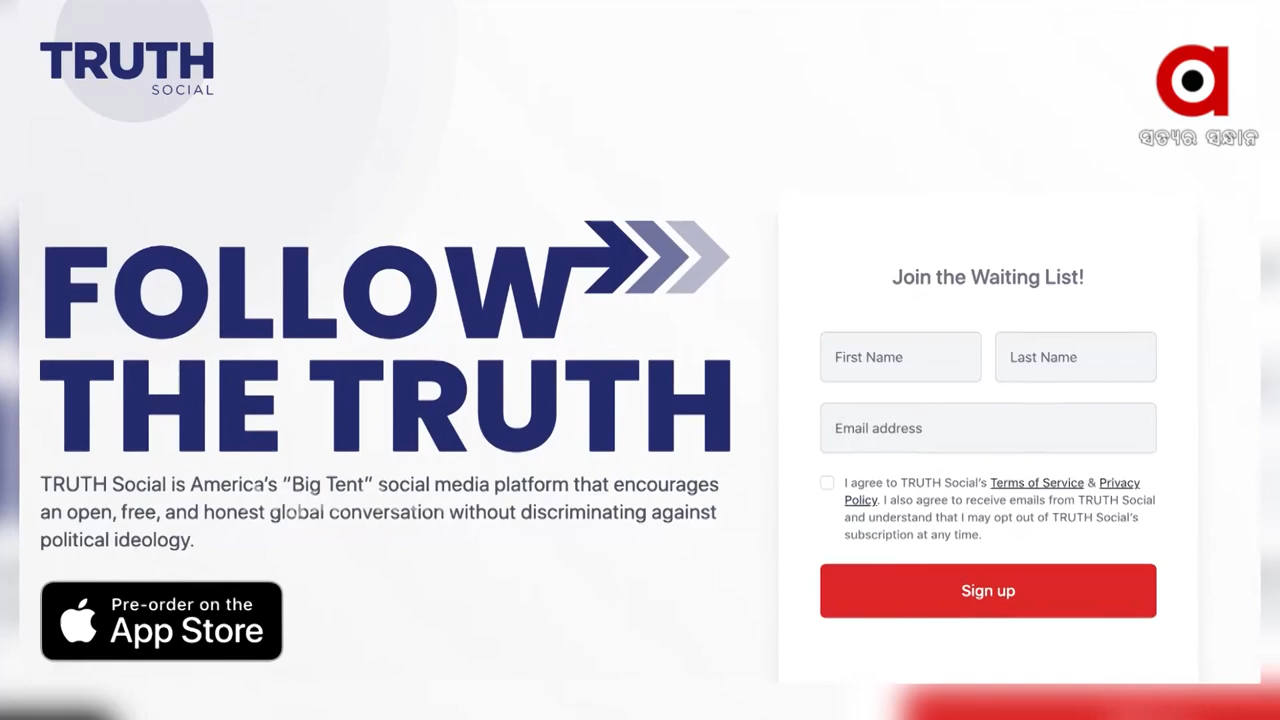 TRUTH
SOCIAL
ସତ୍ୟର ସନ୍ଧାନ
FOLLOW
THE TRUTH
TRUTH Social is America’s “Big Tent” social media platform that encourages
an open, free, and honest global conversation without discriminating against
political ideology.
Pre-order on the
App Store
Join the Waiting List!
First Name
Last Name
Email address
I agree to TRUTH Social’s Terms of Service & Privacy
Policy. I also agree to receive emails from TRUTH Social
and understand that I may opt out of TRUTH Social’s
subscription at any time.
Sign up